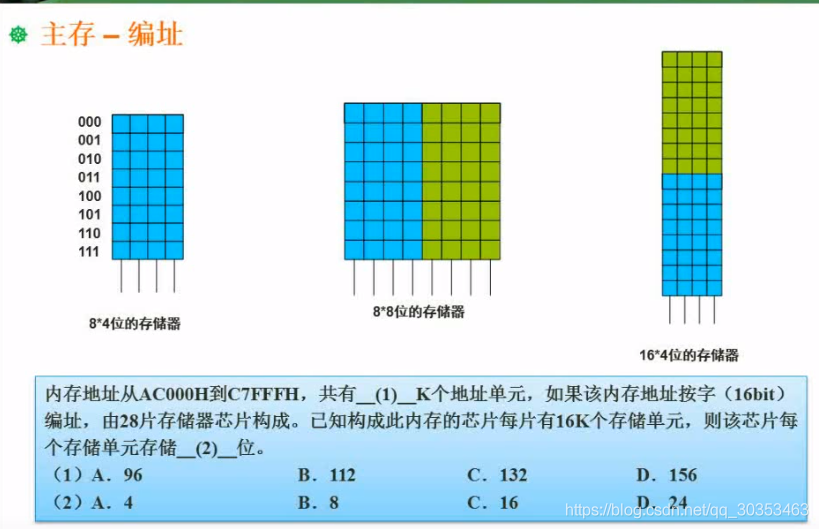 主存 – 编址
000
001
010
011
100
101
110
111
8*4位的存储器
8*8位的存储器
16*4位的存储器
内存地址从AC000H到C7FFFH，共有__(1)__K个地址单元，如果该内存地址按字（16bit）
编址，由28片存储器芯片构成。已知构成此内存的芯片每片有16K个存储单元，则该芯片每
个存储单元存储__(2)__位。
（1）A．96 B．112 C．132 D．156
（2）A．4 B．8 C．16 D．24
https://blog.csdn.net/qq_30353463